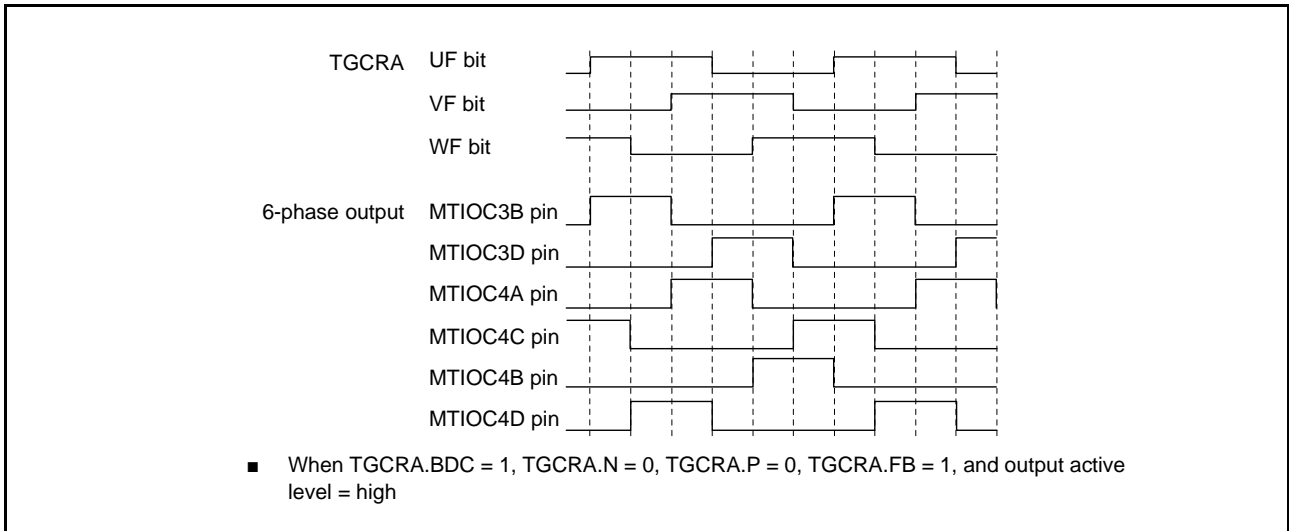 TGCRA UF bit
VF bit
WF bit
6-phase output MTIOC3B pin
MTIOC3D pin
MTIOC4A pin
MTIOC4C pin
MTIOC4B pin
MTIOC4D pin
■ When TGCRA.BDC = 1, TGCRA.N = 0, TGCRA.P = 0, TGCRA.FB = 1, and output active
level = high